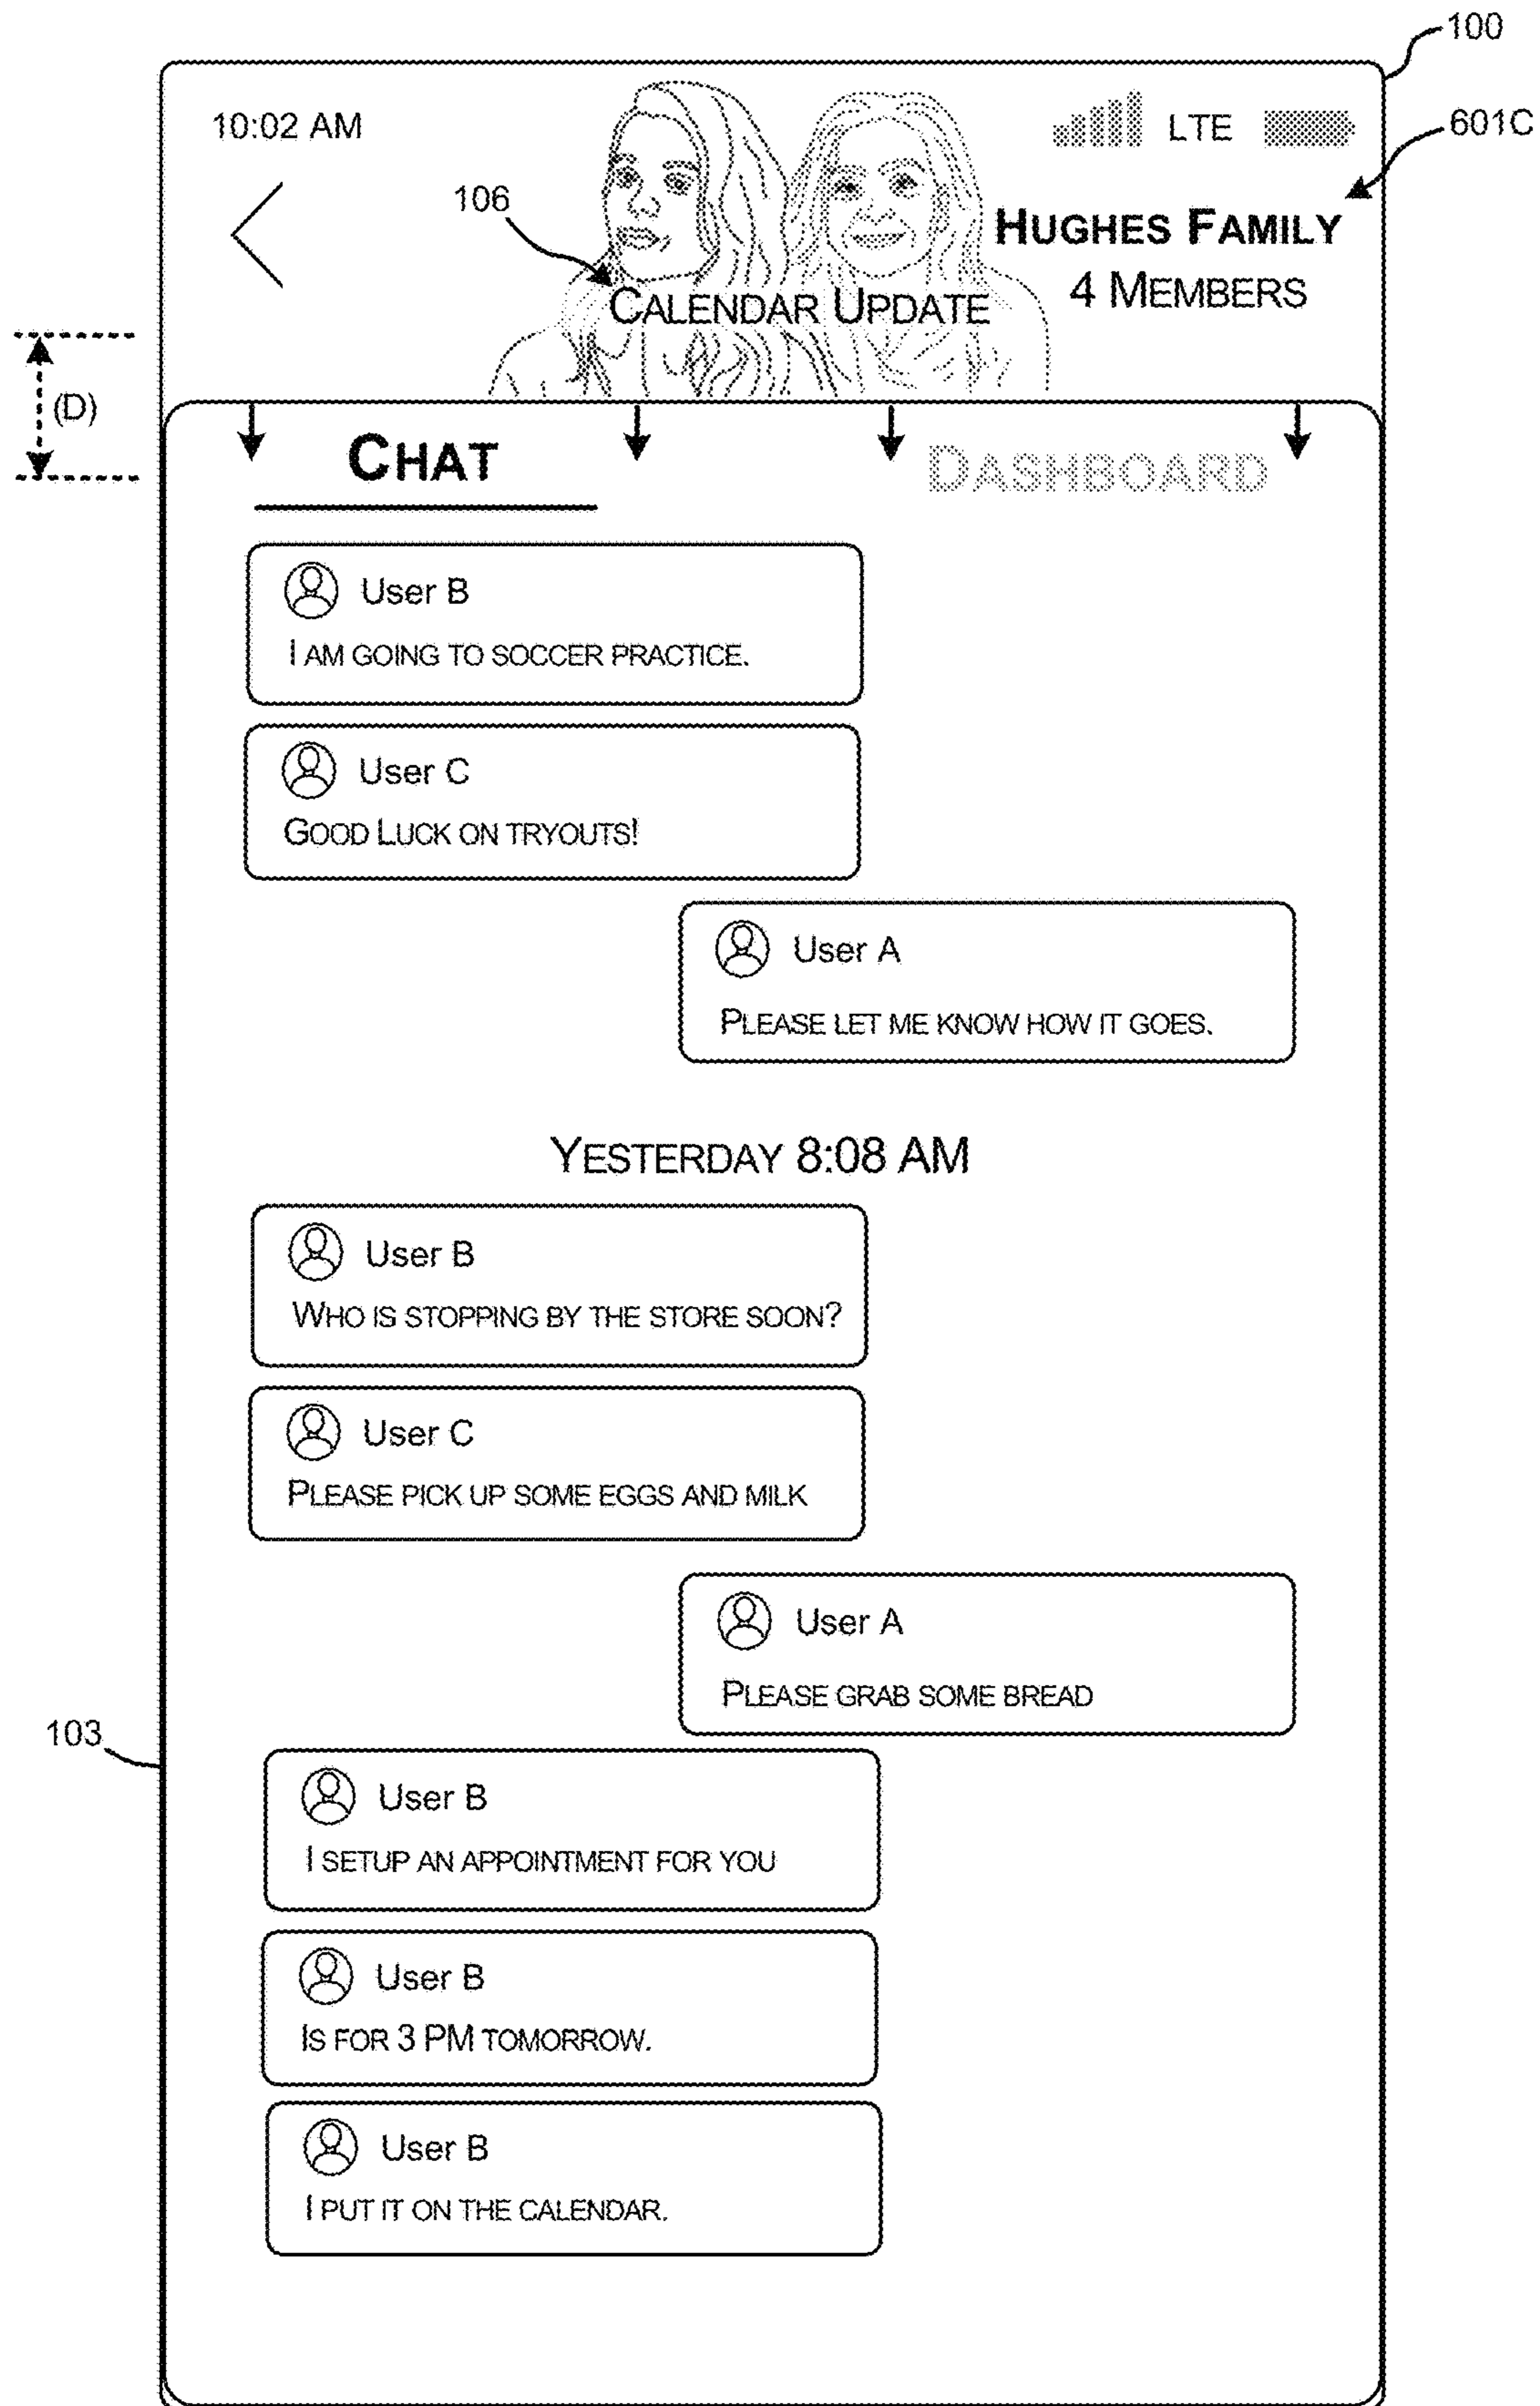 100
10:02 AM
LTE
601C
106
HUGHES FAMILY
CALENDAR UPDATE
4 MEMBERS
(D)
CHAT
DASHBOARD
User B
I AM GOING TO SOCCER PRACTICE.
User C
GOOD LUCK ON TRYOUTS!
User A
PLEASE LET ME KNOW HOW IT GOES.
YESTERDAY 8:08 AM
User B
WHO IS STOPPING BY THE STORE SOON?
User C
PLEASE PICK UP SOME EGGS AND MILK
User A
PLEASE GRAB SOME BREAD
103
User B
I SETUP AN APPOINTMENT FOR YOU
User B
IS FOR 3 PM TOMORROW.
User B
I PUT IT ON THE CALENDAR.